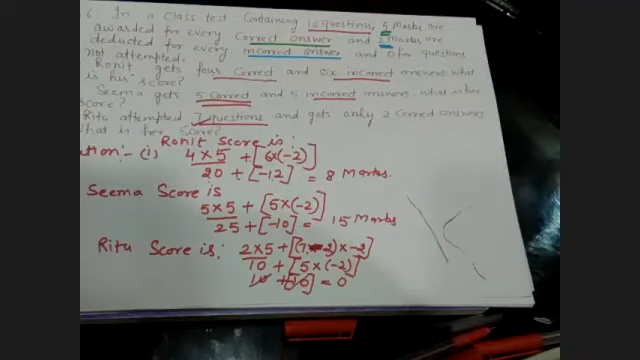 6 In a class test containing 10 questions, 5 Marks are
awarded for every correct answer and 2 Marks are
deducted for every incorrect answer and 0 for question
not attempted.
Ronit gets four correct and six incorrect answers what
is his score?
Seema gets 5 correct and 5 incorrect answers, what is her
score?
Ritu attempted 7 questions and gets only 2 correct answers
What is her Score?
Ronit Score is :
ation:- (i) 4 × 5 + [6×(-2)]
20 + [-12] = 8 Marks.
Seema Score is
5×5 + [5×(-2)]
25 + [-10] = 15 Marks
Ritu Score is: 2×5 + [(7-2)×-2]
10 + [5×(-2)]
10 + [-10] = 0